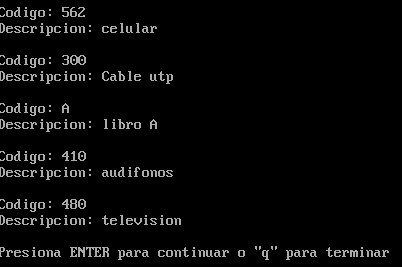 Codigo: 562
Descripcion: celular
Codigo: 300
Descripcion: Cable utp
Codigo: A
Descripcion: libro A
Codigo: 410
Descripcion: audifonos
Codigo: 480
Descripcion: television
Presiona ENTER para continuar o "q" para terminar